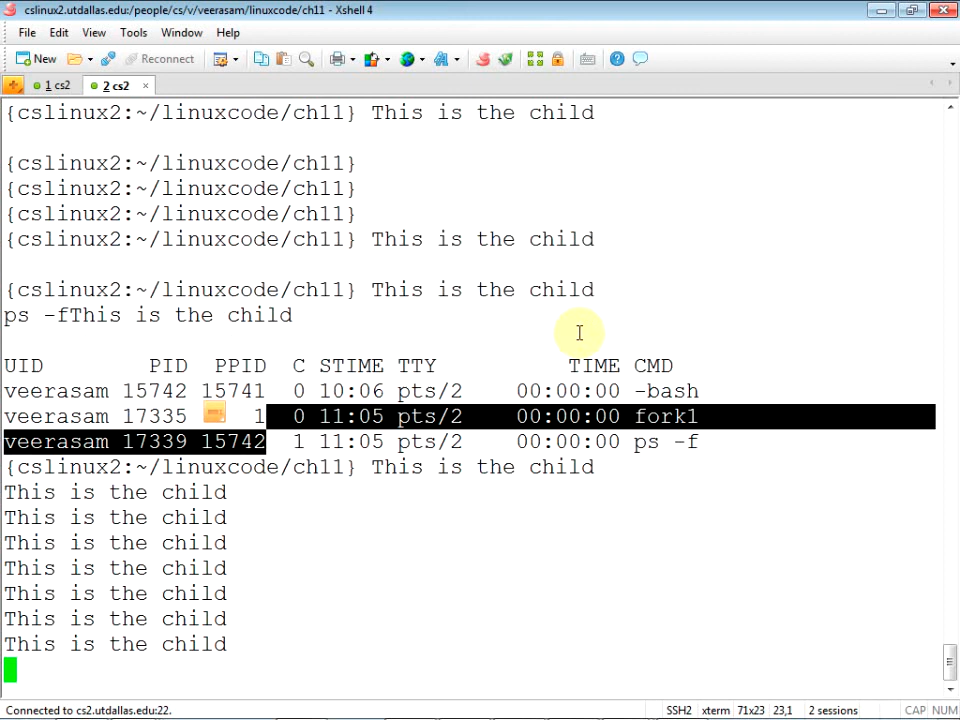 cslinux2.utdallas.edu:/people/cs/v/veerasam/linuxcode/ch11 - Xshell 4
File Edit View Tools Window Help
New Reconnect
1 cs2 2 cs2
{cslinux2:~/linuxcode/ch11} This is the child
{cslinux2:~/linuxcode/ch11}
{cslinux2:~/linuxcode/ch11}
{cslinux2:~/linuxcode/ch11}
{cslinux2:~/linuxcode/ch11} This is the child
{cslinux2:~/linuxcode/ch11} This is the child
ps -fThis is the child
UID PID PPID C STIME TTY TIME CMD
veerasam 15742 15741 0 10:06 pts/2 00:00:00 -bash
veerasam 17335 1 0 11:05 pts/2 00:00:00 fork1
veerasam 17339 15742 1 11:05 pts/2 00:00:00 ps -f
{cslinux2:~/linuxcode/ch11} This is the child
This is the child
This is the child
This is the child
This is the child
This is the child
This is the child
This is the child
Connected to cs2.utdallas.edu:22. SSH2 xterm 71x23 23,1 2 sessions CAP NUM